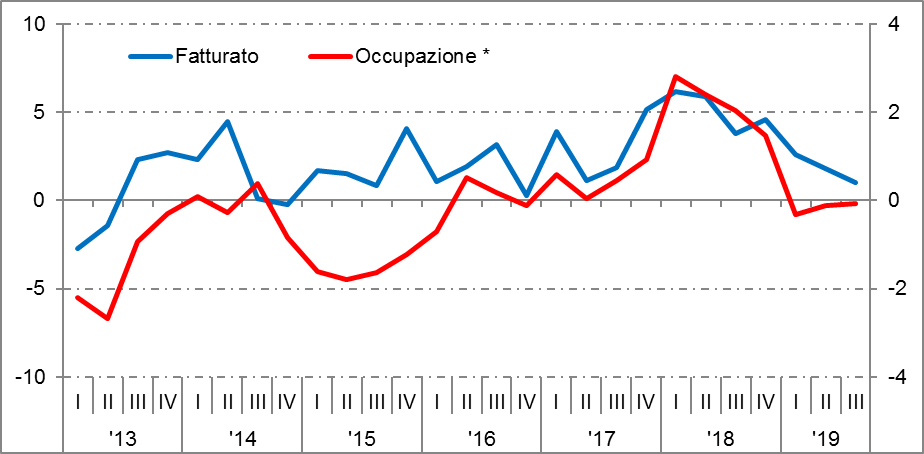 10 4
Fatturato Occupazione *
5 2
0 0
-5 -2
-10 -4
I II III IV I II III IV I II III IV I II III IV I II III IV I II III IV I II III
'13 '14 '15 '16 '17 '18 '19